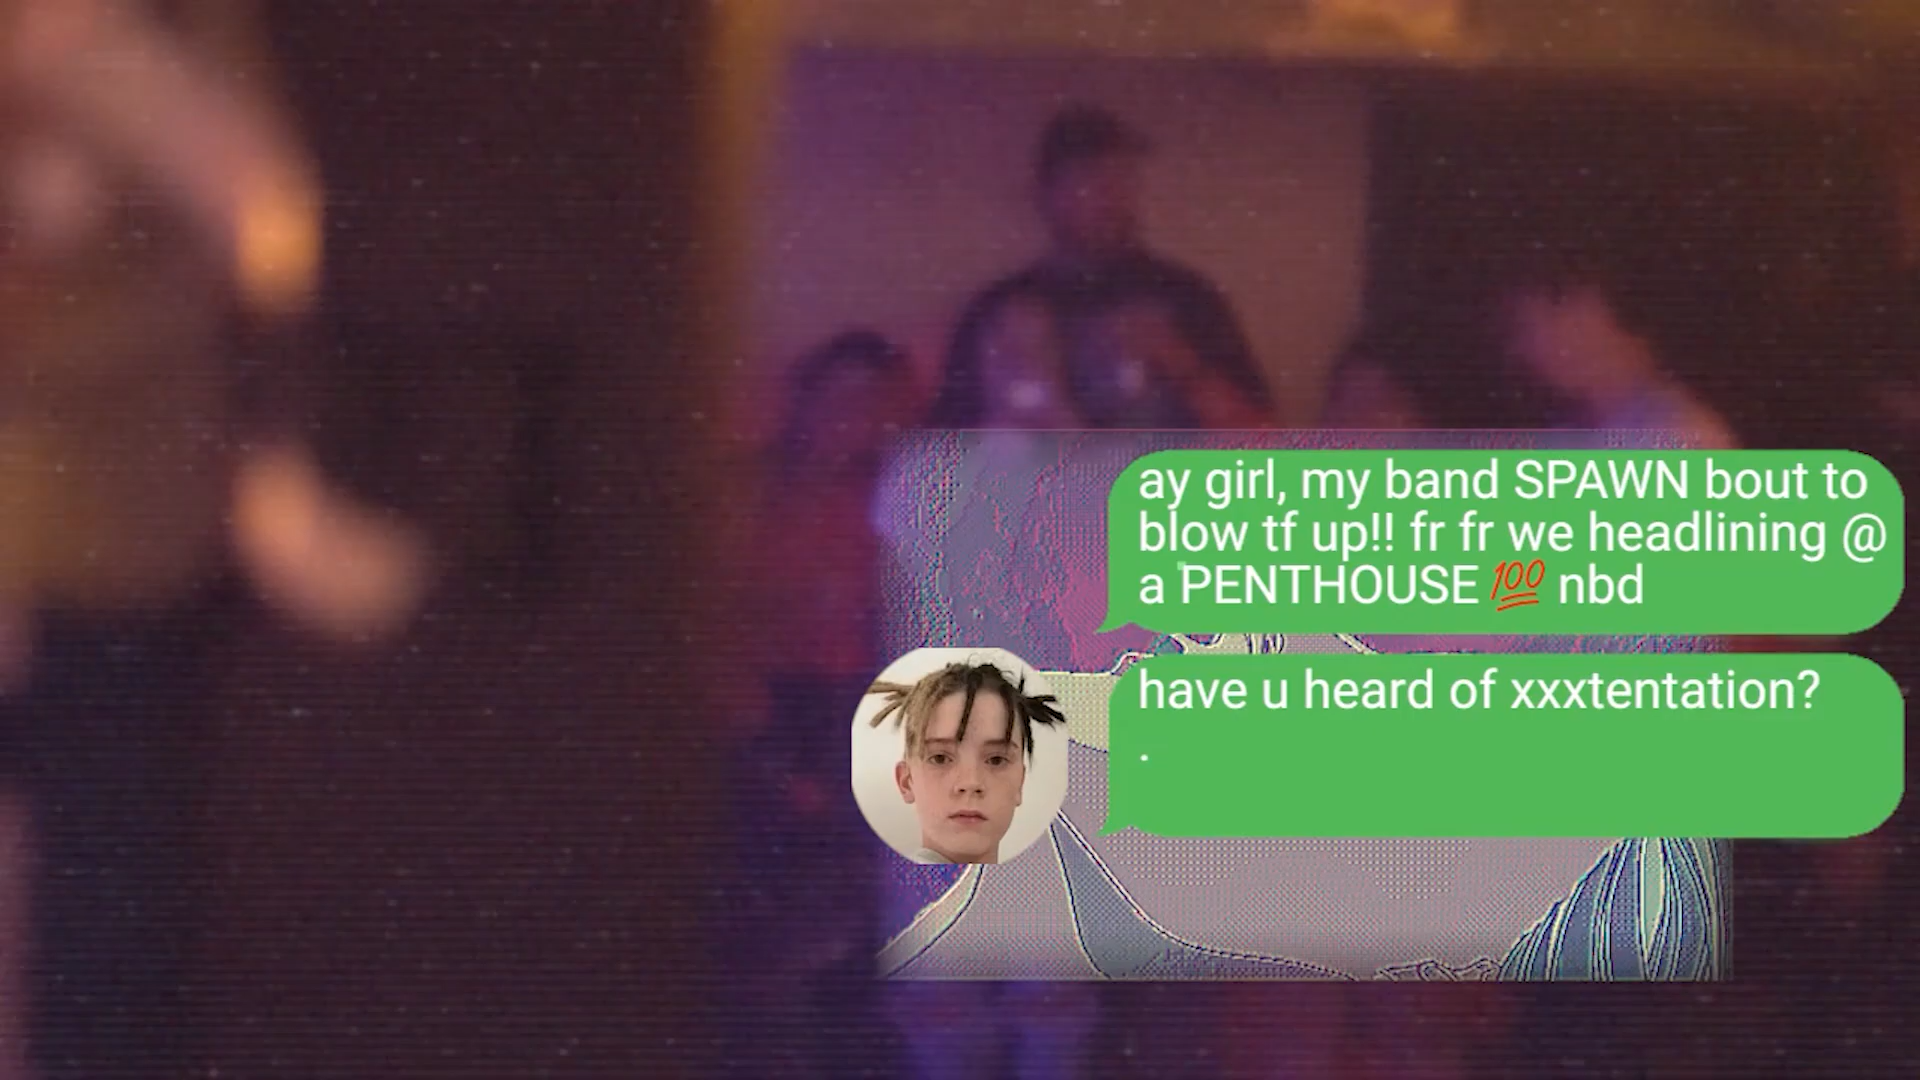 ay girl, my band SPAWN bout to
blow tf up!! fr fr we headlining @
a PENTHOUSE 💯 nbd
have u heard of xxxtentation?
.